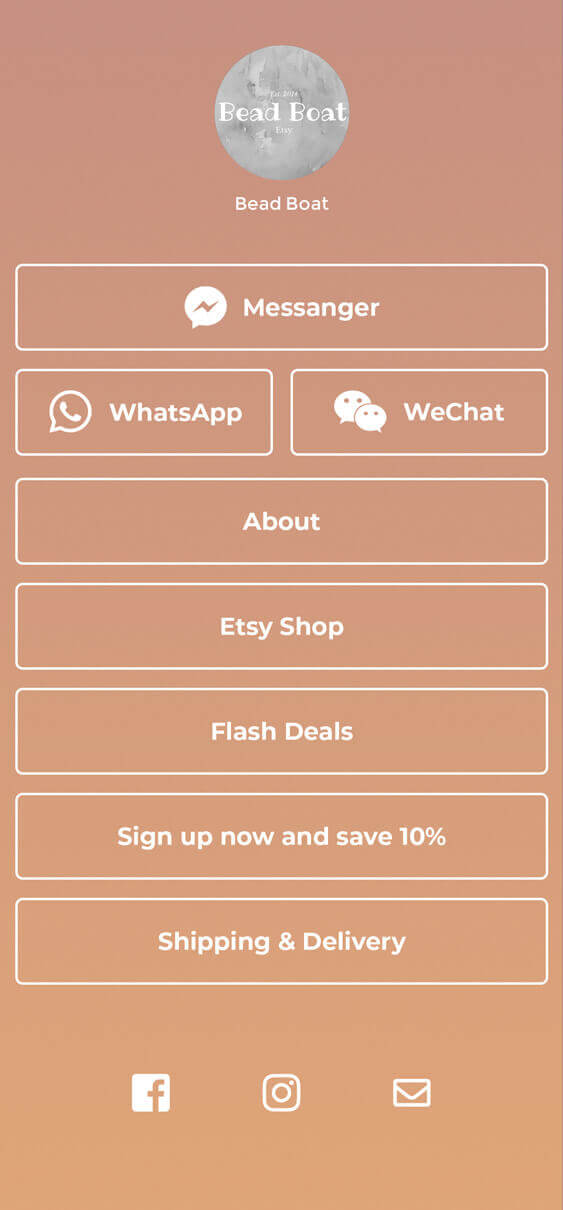 Est. 2014
Bead Boat
Etsy
Bead Boat
Messanger
WhatsApp
WeChat
About
Etsy Shop
Flash Deals
Sign up now and save 10%
Shipping & Delivery